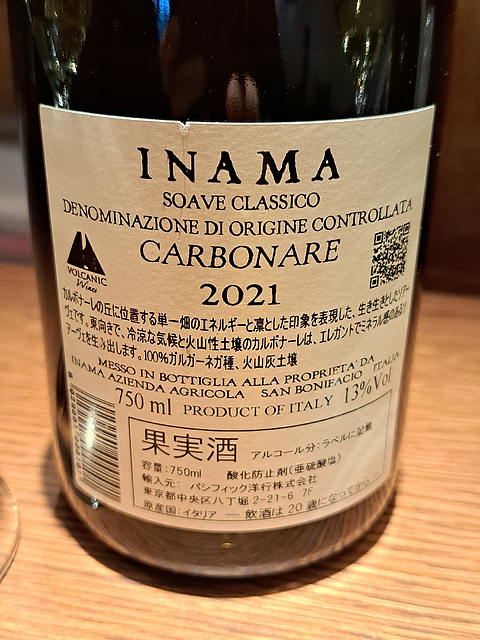 INAMA
SOAVE CLASSICO
DENOMINAZIONE DI ORIGINE CONTROLLATA
CARBONARE
VOLCANIC
Wines
2021
カルボナーレの丘に位置する単一畑のエネルギーと凛とした印象を表現した、生き生きとしたソアー
ヴェです。東向きで、冷涼な気候と火山性土壌のカルボナーレは、エレガントでミネラル感のあるソ
アーヴェを生み出します。100%ガルガーネガ種、火山灰土壌
MESSO IN BOTTIGLIA ALLA PROPRIETA' DA
INAMA AZIENDA AGRICOLA SAN BONIFACIO ITALIA
750 ml PRODUCT OF ITALY 13%Vol
果実酒 アルコール分:ラベルに記載
容量:750ml 酸化防止剤(亜硫酸塩)
輸入元: パシフィック洋行株式会社
東京都中央区八丁堀 2-21-6 7F
原産国:イタリア ― 飲酒は20歳になってから